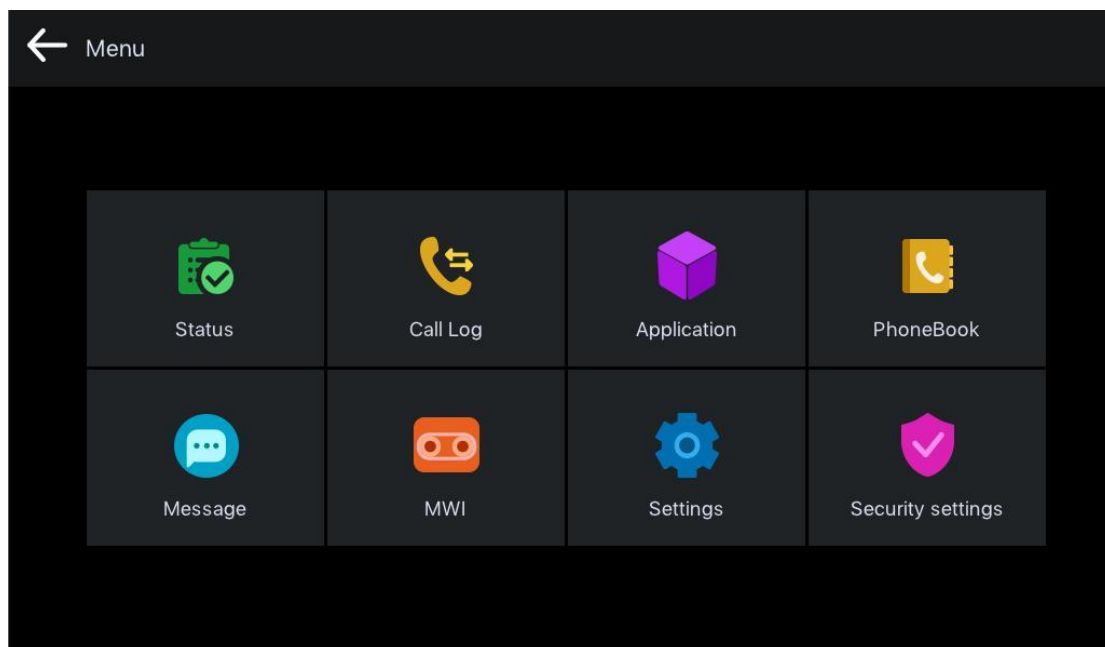 Menu
Status
Call Log
Application
PhoneBook
Message
MWI
Settings
Security settings